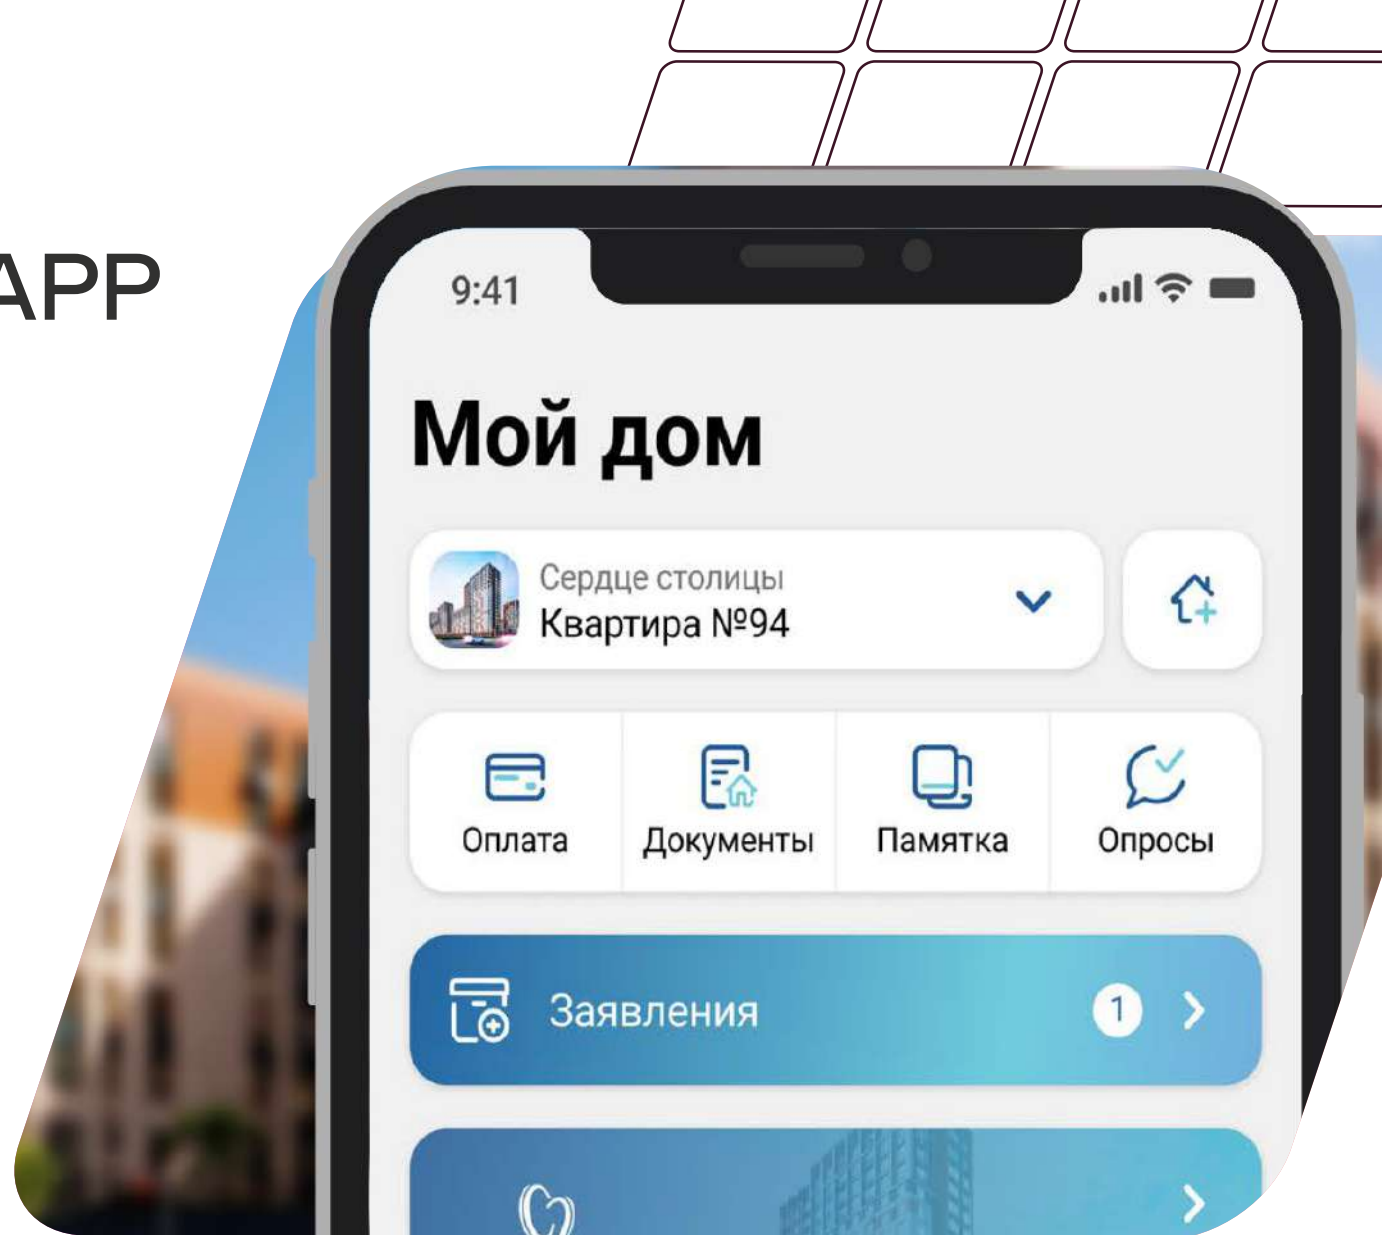 APP
9:41
Мой дом
Сердце столицы
Квартира №94
Оплата
Документы
Памятка
Опросы
Заявления
1